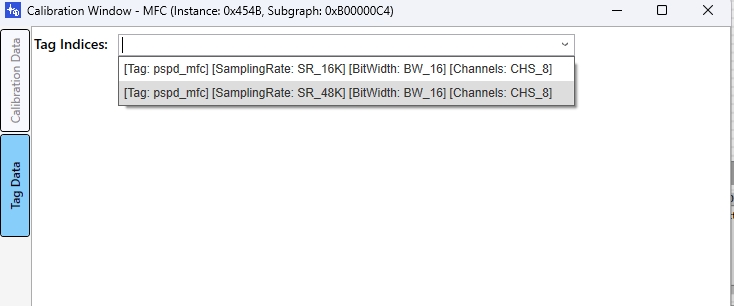 Calibration Window - MFC (Instance: 0x454B, Subgraph: 0xB00000C4)
Calibration Data
Tag Data
Tag Indices:
[Tag: pspd_mfc] [SamplingRate: SR_16K] [BitWidth: BW_16] [Channels: CHS_8]
[Tag: pspd_mfc] [SamplingRate: SR_48K] [BitWidth: BW_16] [Channels: CHS_8]